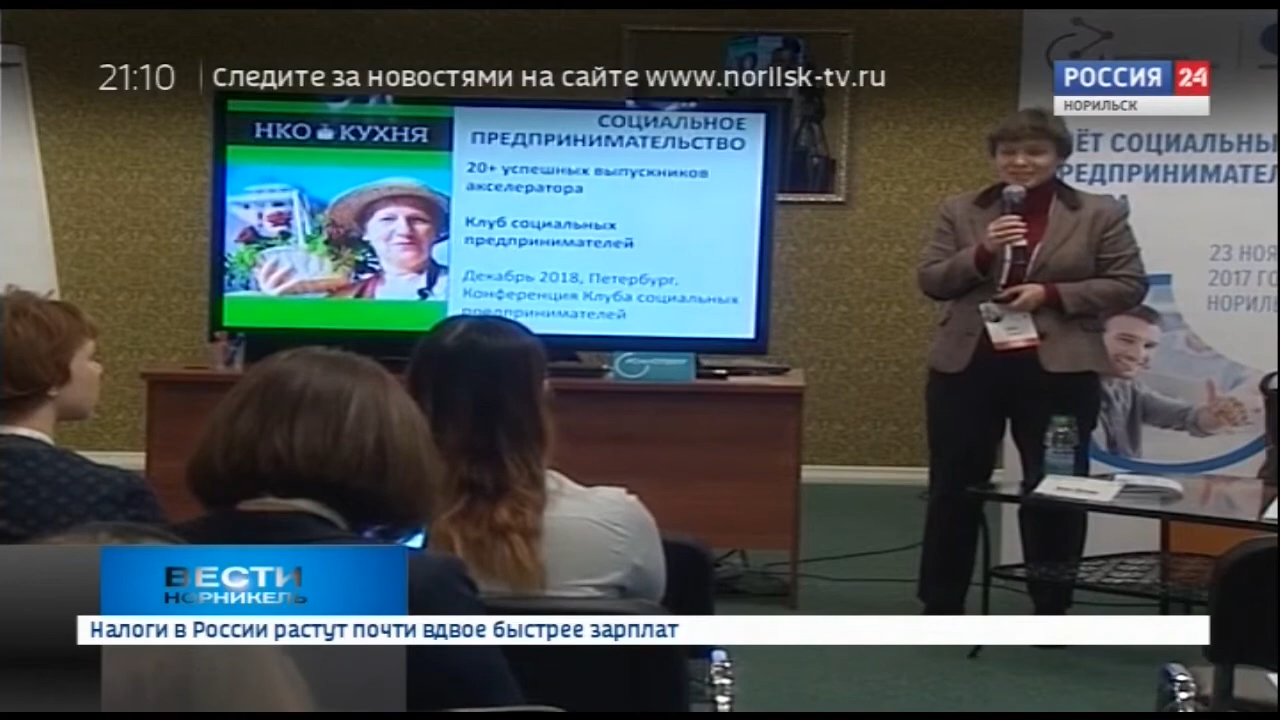 21:10
Следите за новостями на сайте www.norilsk-tv.ru
РОССИЯ 24
НОРИЛЬСК
НКО КУХНЯ
СОЦИАЛЬНОЕ
ПРЕДПРИНИМАТЕЛЬСТВО
20+ успешных выпускников
акселератора
Клуб социальных
предпринимателей
Декабрь 2018, Петербург.
Конференция Клуба социальных
предпринимателей
ЁТ СОЦИАЛЬНЫ
РЕДПРИНИМАТЕЛ
23 НОЯ
2017 ГО
НОРИЛЬ
ВЕСТИ
НОРНИКЕЛЬ
Налоги в России растут почти вдвое быстрее зарплат